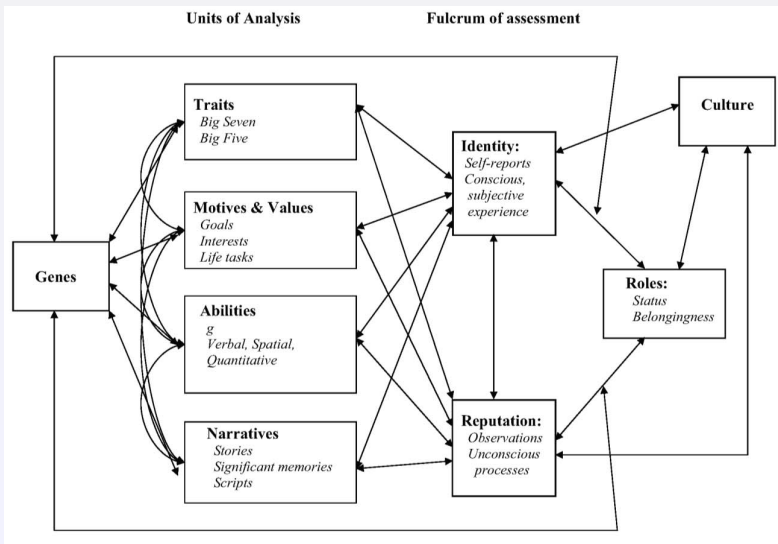 Units of Analysis
Fulcrum of assessment
Traits
Big Seven
Big Five
Motives & Values
Goals
Interests
Life tasks
Genes
Abilities
g
Verbal, Spatial,
Quantitative
Narratives
Stories
Significant memories
Scripts
Identity:
Self-reports
Conscious,
subjective
experience
Reputation:
Observations
Unconscious
processes
Culture
Roles:
Status
Belongingness